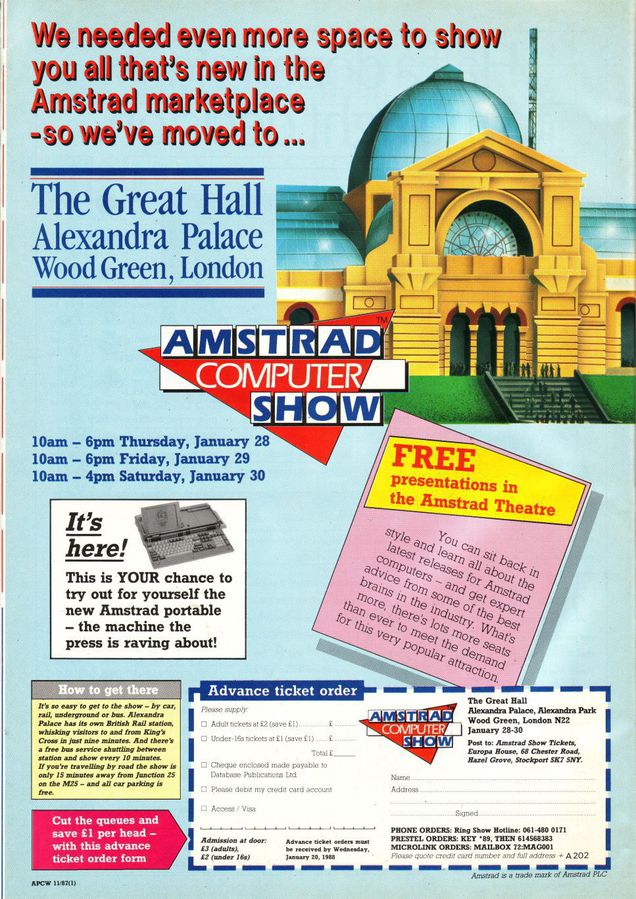 We needed even more space to show
you all that's new in the
Amstrad marketplace
-so we've moved to ...
The Great Hall
Alexandra Palace
Wood Green, London
AMSTRAD
COMPUTER
SHOW
TM
10am – 6pm Thursday, January 28
10am – 6pm Friday, January 29
10am – 4pm Saturday, January 30
FREE
presentations in
the Amstrad Theatre
You can sit back in
style and learn all about the
latest releases for Amstrad
computers – and get expert
advice from some of the best
brains in the industry. What's
more, there's lots more seats
than ever to meet the demand
for this very popular attraction.
It's
here!
This is YOUR chance to
try out for yourself the
new Amstrad portable
– the machine the
press is raving about!
How to get there
It's so easy to get to the show – by car,
rail, underground or bus. Alexandra
Palace has its own British Rail station,
whisking visitors to and from King's
Cross in just nine minutes. And there's
a free bus service shuttling between
station and show every 10 minutes.
If you're travelling by road the show is
only 15 minutes away from Junction 25
on the M25 – and all car parking is
free.
Cut the queues and
save £1 per head –
with this advance
ticket order form
Advance ticket order
Please supply:
Adult tickets at £2 (save £1) £
Under-16s tickets at £1 (save £1) £
Total £
Cheque enclosed made payable to
Database Publications Ltd.
Please debit my credit card account
Access / Visa
Admission at door:
£3 (adults),
£2 (under 16s)
Advance ticket orders must
be received by Wednesday,
January 20, 1988
AMSTRAD
COMPUTER
SHOW
The Great Hall
Alexandra Palace, Alexandra Park
Wood Green, London N22
January 28-30
Post to: Amstrad Show Tickets,
Europa House, 68 Chester Road,
Hazel Grove, Stockport SK7 5NY.
Name
Address
Signed
PHONE ORDERS: Ring Show Hotline: 061-480 0171
PRESTEL ORDERS: KEY *89, THEN 614568383
MICROLINK ORDERS: MAILBOX 72:MAG001
Please quote credit card number and full address + A202
Amstrad is a trade mark of Amstrad PLC
APCW 11/87(1)